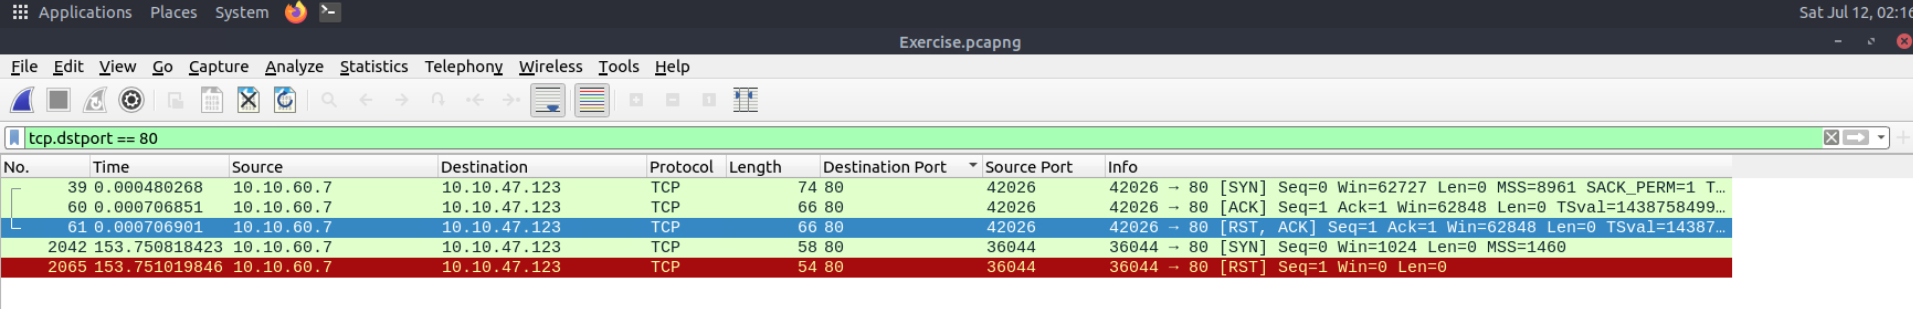 Applications Places System Sat Jul 12, 02:16
Exercise.pcapng
File Edit View Go Capture Analyze Statistics Telephony Wireless Tools Help
tcp.dstport == 80
No. Time Source Destination Protocol Length Destination Port Source Port Info
39 0.000480268 10.10.60.7 10.10.47.123 TCP 74 80 42026 42026 → 80 [SYN] Seq=0 Win=62727 Len=0 MSS=8961 SACK_PERM=1 T…
60 0.000706851 10.10.60.7 10.10.47.123 TCP 66 80 42026 42026 → 80 [ACK] Seq=1 Ack=1 Win=62848 Len=0 TSval=1438758499…
61 0.000706901 10.10.60.7 10.10.47.123 TCP 66 80 42026 42026 → 80 [RST, ACK] Seq=1 Ack=1 Win=62848 Len=0 TSval=14387…
2042 153.750818423 10.10.60.7 10.10.47.123 TCP 58 80 36044 36044 → 80 [SYN] Seq=0 Win=1024 Len=0 MSS=1460
2065 153.751019846 10.10.60.7 10.10.47.123 TCP 54 80 36044 36044 → 80 [RST] Seq=1 Win=0 Len=0